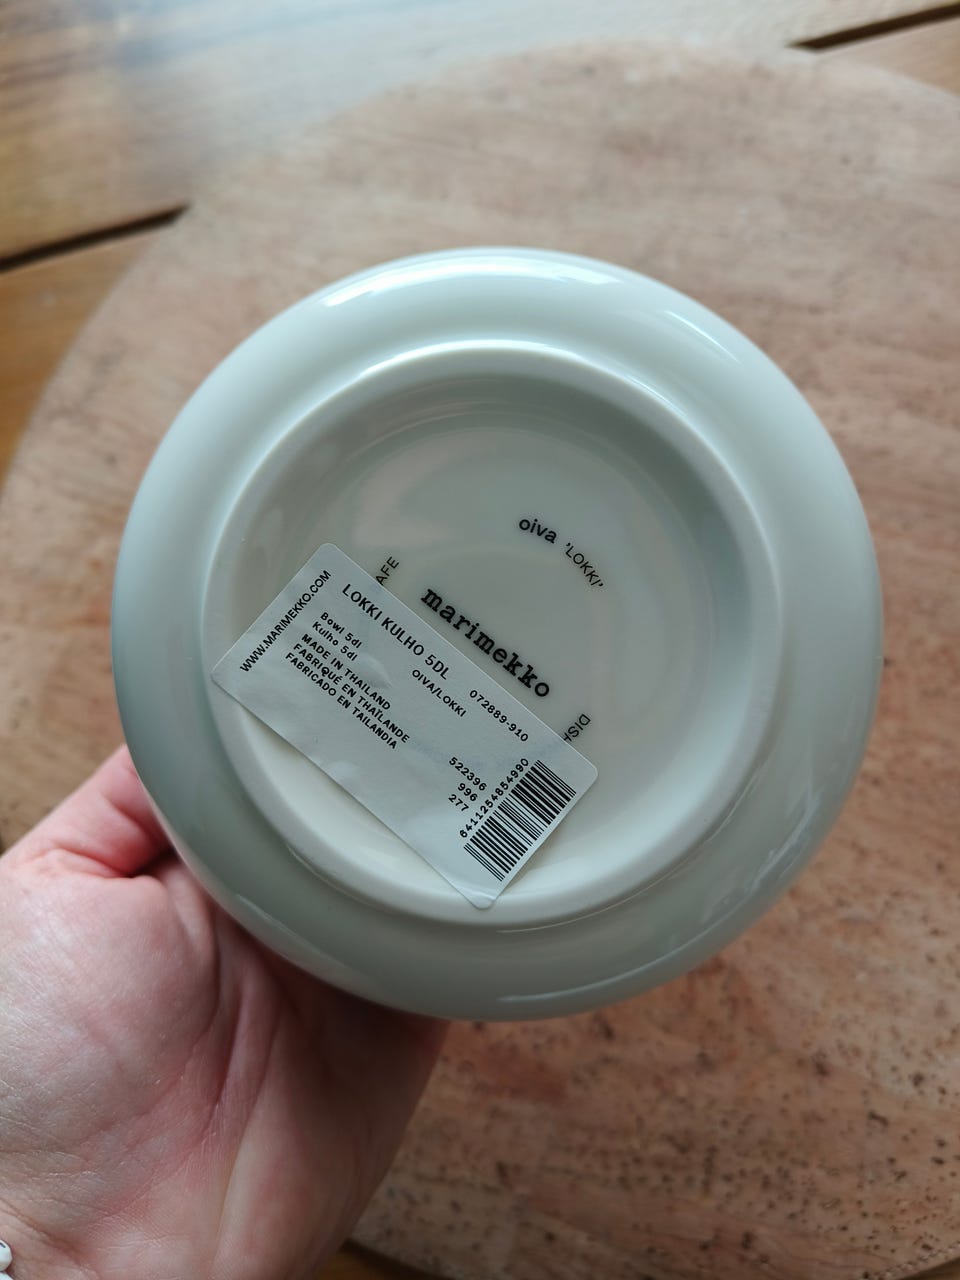 oiva 'LOKKI'
marimekko
AFE
DISH
WWW.MARIMEKKO.COM
LOKKI KULHO 5DL
OIVA/LOKKI
072889-910
Bowl 5dl
Kulho 5dl
MADE IN THAILAND
FABRIQUÉ EN THAÏLANDE
FABRICADO EN TAILANDIA
522396
996
277
6411254854990